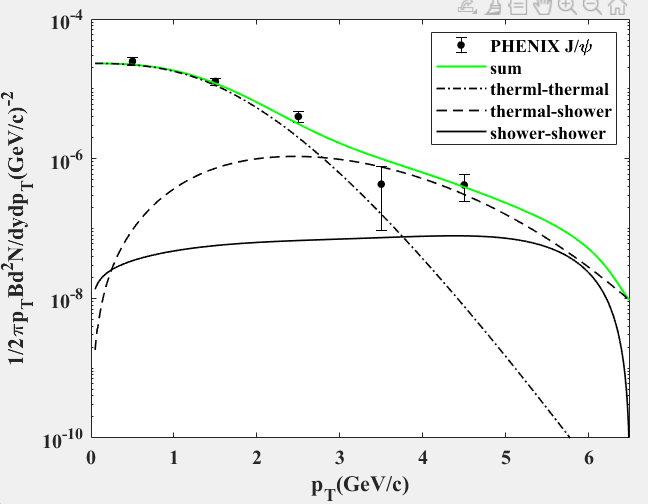 10^-4
10^-6
10^-8
10^-10
1/2πp_TBd^2N/dydp_T(GeV/c)^-2
PHENIX J/ψ
sum
therml-thermal
thermal-shower
shower-shower
0 1 2 3 4 5 6
p_T(GeV/c)